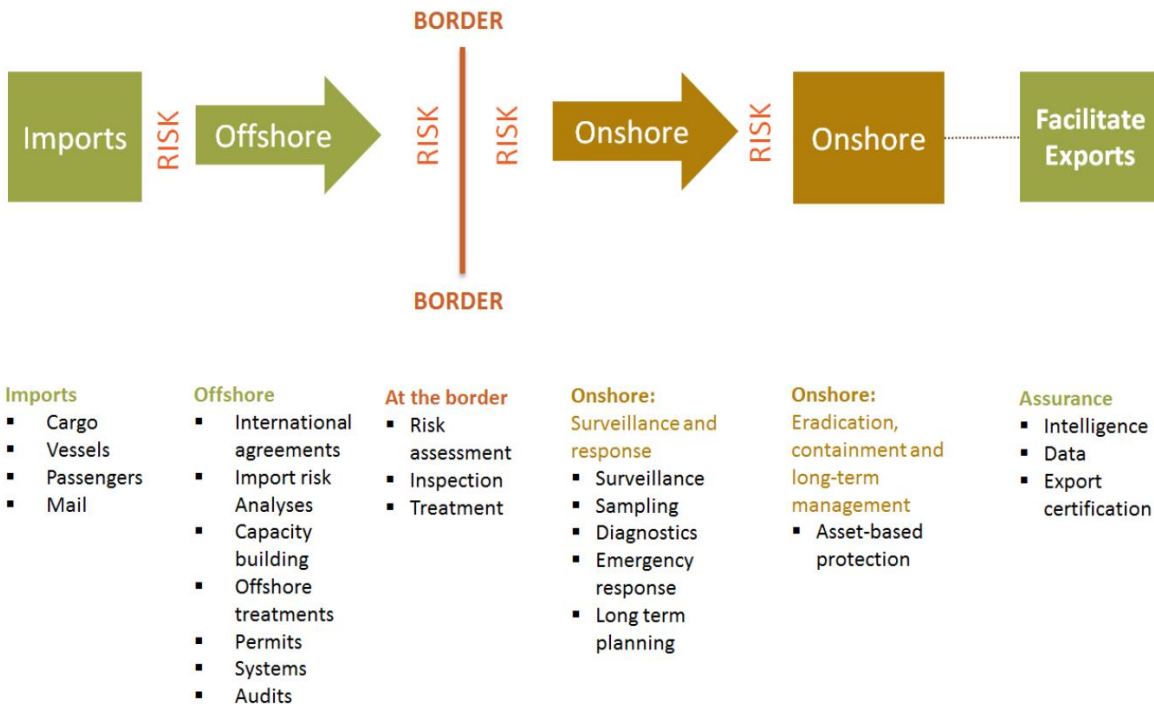 BORDER
Imports
RISK
Offshore
RISK
RISK
Onshore
RISK
Onshore
Facilitate
Exports
BORDER
Imports
▪ Cargo
▪ Vessels
▪ Passengers
▪ Mail
Offshore
▪ International
agreements
▪ Import risk
Analyses
▪ Capacity
building
▪ Offshore
treatments
▪ Permits
▪ Systems
▪ Audits
At the border
▪ Risk
assessment
▪ Inspection
▪ Treatment
Onshore:
Surveillance and
response
▪ Surveillance
▪ Sampling
▪ Diagnostics
▪ Emergency
response
▪ Long term
planning
Onshore:
Eradication,
containment and
long-term
management
▪ Asset-based
protection
Assurance
▪ Intelligence
▪ Data
▪ Export
certification